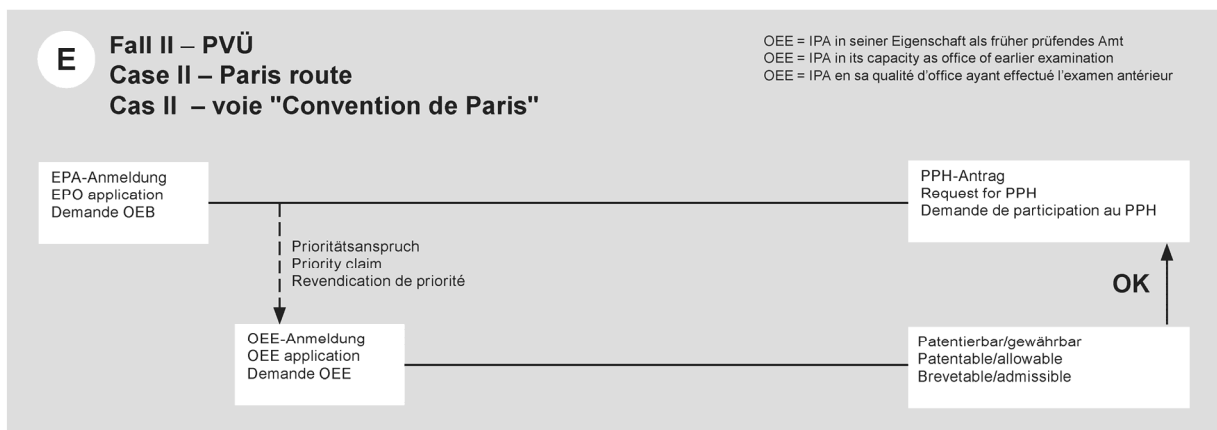 E
Fall II – PVÜ
Case II – Paris route
Cas II – voie "Convention de Paris"
OEE = IPA in seiner Eigenschaft als früher prüfendes Amt
OEE = IPA in its capacity as office of earlier examination
OEE = IPA en sa qualité d'office ayant effectué l'examen antérieur
EPA-Anmeldung
EPO application
Demande OEB
PPH-Antrag
Request for PPH
Demande de participation au PPH
Prioritätsanspruch
Priority claim
Revendication de priorité
OK
OEE-Anmeldung
OEE application
Demande OEE
Patentierbar/gewährbar
Patentable/allowable
Brevetable/admissible